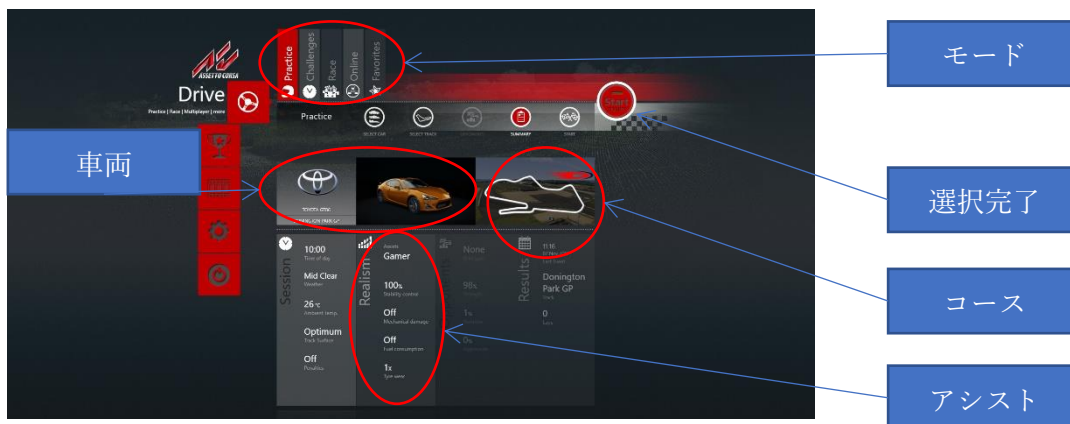 モード
Practice
Challenges
Race
Online
Favorites
ASSETTO CORSA
Drive
Practice | Race | Multiplayer | more
Start
Practice
SELECT CAR
SELECT TRACK
SUMMARY
START
車両
選択完了
Session
10:00
Time of day
Mid Clear
Weather
26 °C
Ambient temp.
Optimum
Track Surface
Off
Penalties
Realism
Assists
Gamer
100%
Stability control
Off
Mechanical damage
Off
Fuel consumption
1x
Tyre wear
None
98%
1%
0%
Results
11:16
Donington
Park GP
Track
0
Laps
コース
アシスト